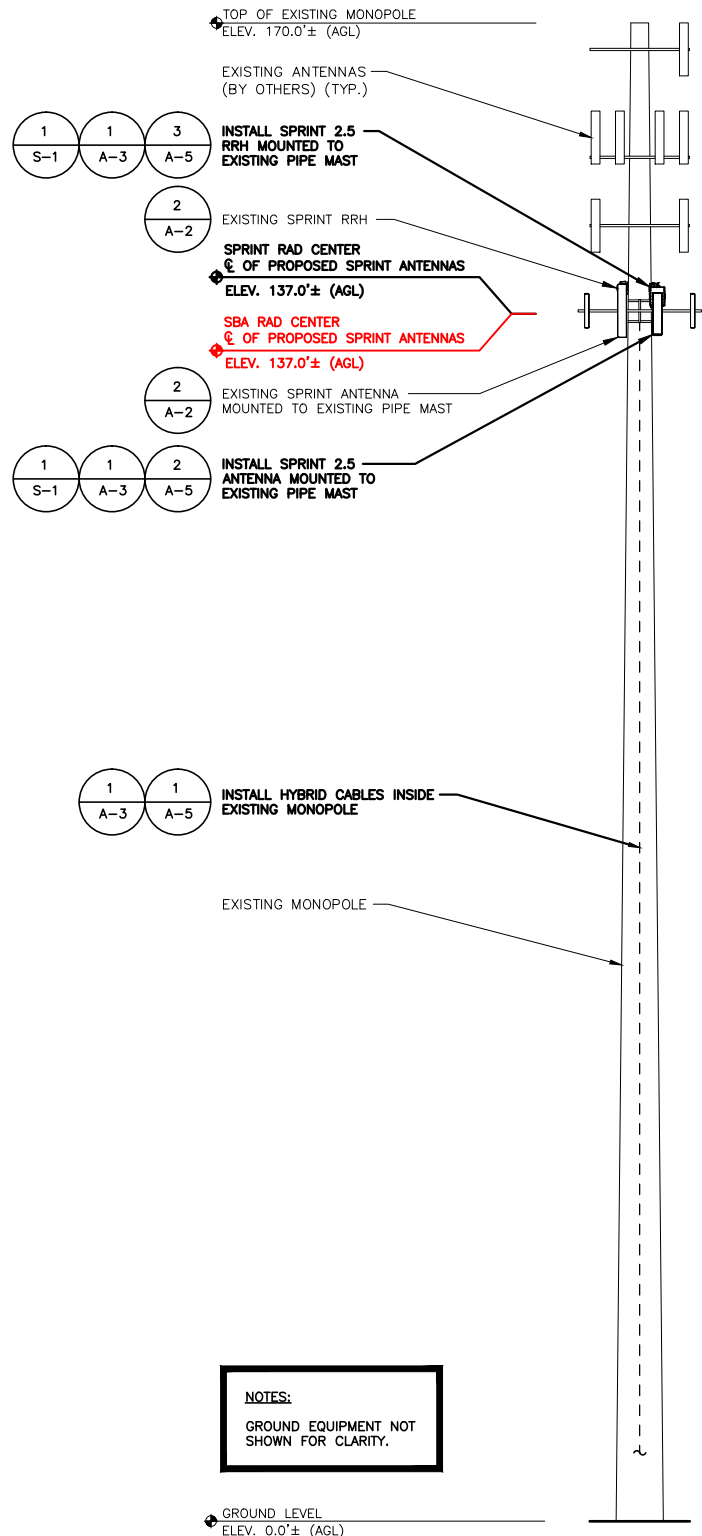 TOP OF EXISTING MONOPOLE
ELEV. 170.0'± (AGL)
EXISTING ANTENNAS
(BY OTHERS) (TYP.)
1 1 3
S-1 A-3 A-5
INSTALL SPRINT 2.5
RRH MOUNTED TO
EXISTING PIPE MAST
2
A-2
EXISTING SPRINT RRH
SPRINT RAD CENTER
℄ OF PROPOSED SPRINT ANTENNAS
ELEV. 137.0'± (AGL)
SBA RAD CENTER
℄ OF PROPOSED SPRINT ANTENNAS
ELEV. 137.0'± (AGL)
2
A-2
EXISTING SPRINT ANTENNA
MOUNTED TO EXISTING PIPE MAST
1 1 2
S-1 A-3 A-5
INSTALL SPRINT 2.5
ANTENNA MOUNTED TO
EXISTING PIPE MAST
1 1
A-3 A-5
INSTALL HYBRID CABLES INSIDE
EXISTING MONOPOLE
EXISTING MONOPOLE
NOTES:
GROUND EQUIPMENT NOT
SHOWN FOR CLARITY.
GROUND LEVEL
ELEV. 0.0'± (AGL)